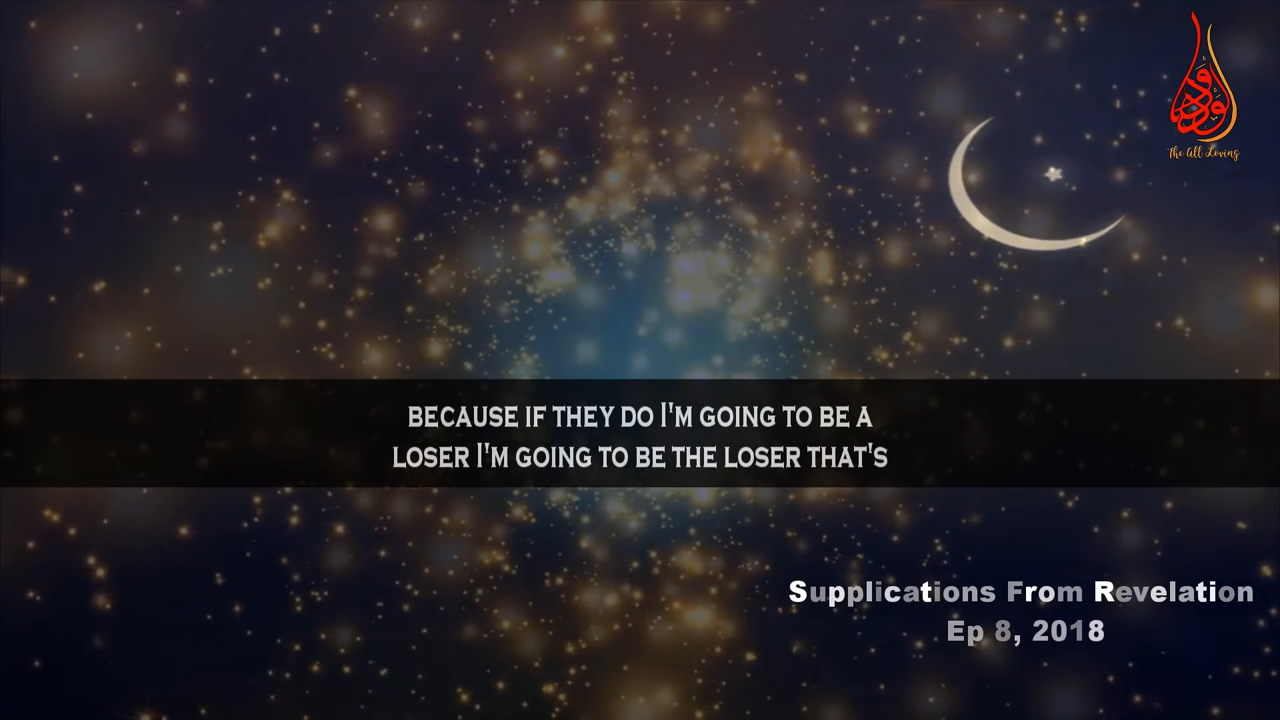 الودود
The All Loving
BECAUSE IF THEY DO I'M GOING TO BE A
LOSER I'M GOING TO BE THE LOSER THAT'S
Supplications From Revelation
Ep 8, 2018